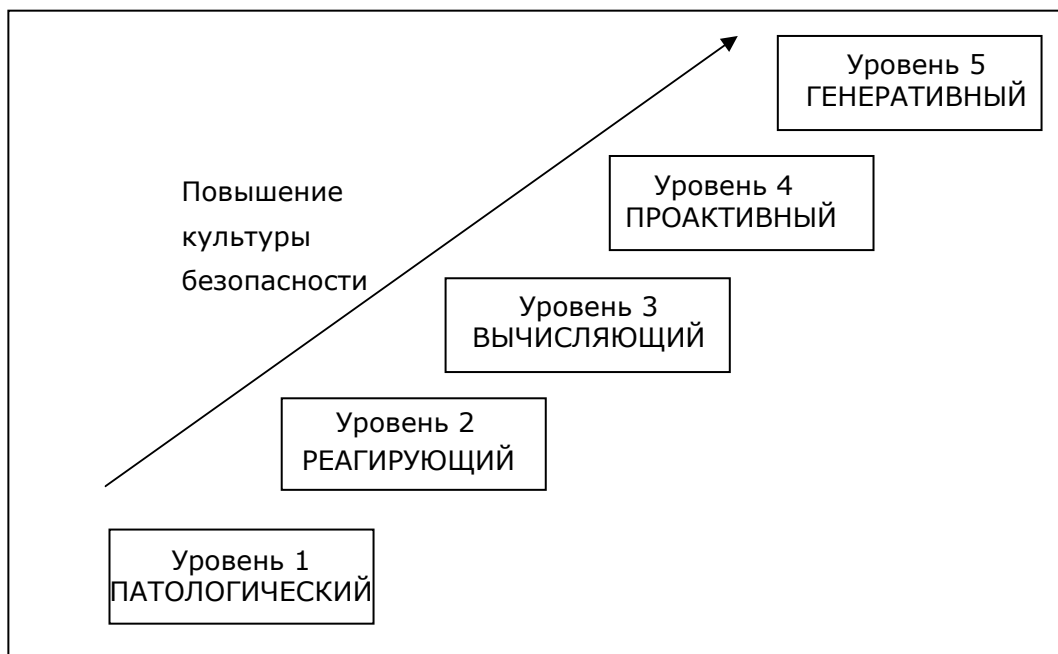 Уровень 5
ГЕНЕРАТИВНЫЙ
Уровень 4
ПРОАКТИВНЫЙ
Повышение
культуры
безопасности
Уровень 3
ВЫЧИСЛЯЮЩИЙ
Уровень 2
РЕАГИРУЮЩИЙ
Уровень 1
ПАТОЛОГИЧЕСКИЙ